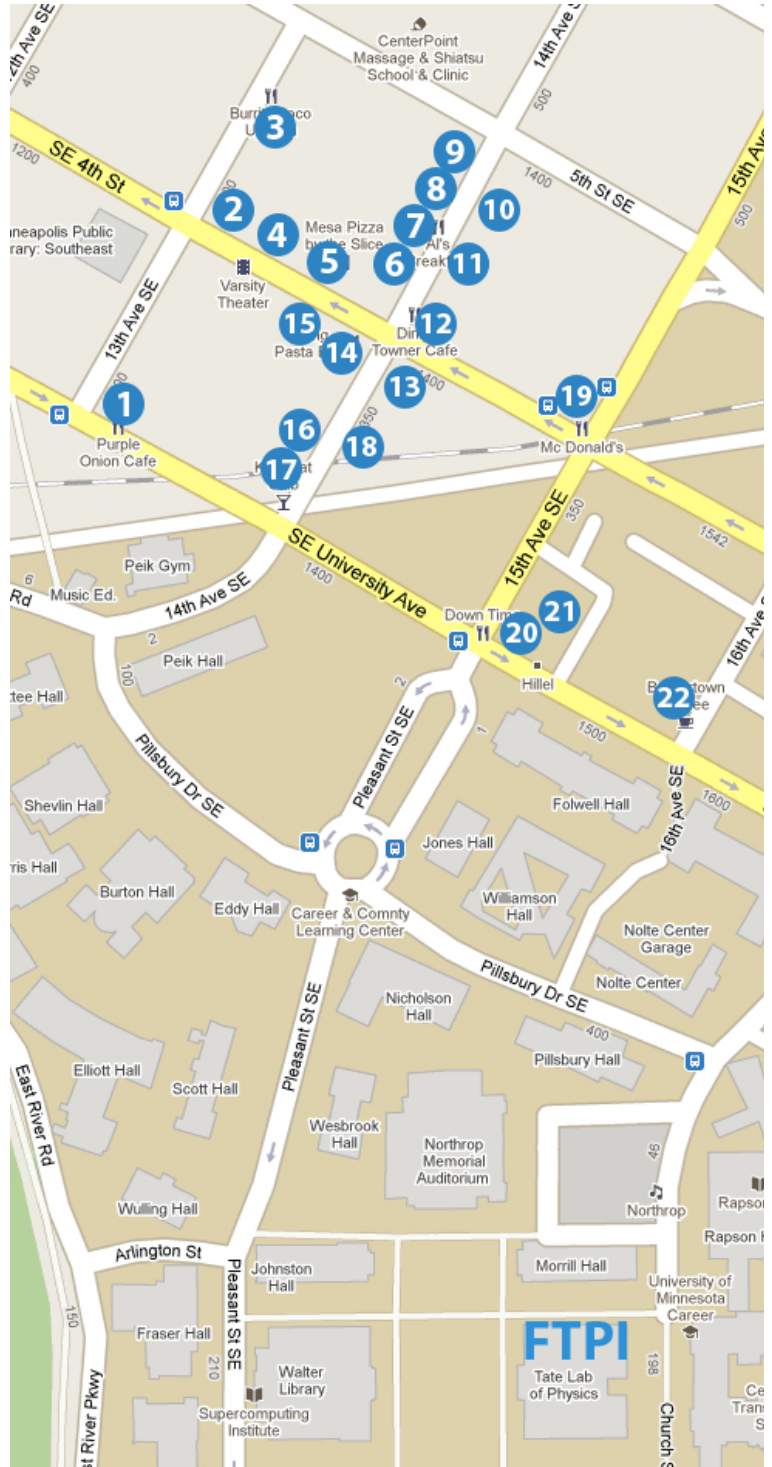 CenterPoint
Massage & Shiatsu
School & Clinic
12th Ave SE
400
14th Ave SE
500
15th Ave
500
3
SE 4th St
1200
9
8
7
10
1400
5th St SE
2
4
Mesa Pizza
by the Slice
5
6
11
Varsity
Theater
13th Ave SE
15
14
12
Towner Cafe
13
1400
350
1
Purple
Onion Cafe
16
17
18
19
Mc Donald's
1542
350
15th Ave SE
SE University Ave
1400
Peik Gym
Music Ed.
6
Rd
14th Ave SE
2
100
Peik Hall
Down Time
20
21
Hillel
1500
22
16th Ave S
1600
16th Ave SE
2
1
Pleasant St SE
Pillsbury Dr SE
Shevlin Hall
Burton Hall
Eddy Hall
Jones Hall
Folwell Hall
Williamson
Hall
Career & Comnty
Learning Center
Nolte Center
Garage
Nolte Center
Nicholson
Hall
Pillsbury Dr SE
400
Pillsbury Hall
Pleasant St SE
Elliott Hall
Scott Hall
East River Rd
Wesbrook
Hall
Northrop
Memorial
Auditorium
46
Northrop
Wulling Hall
Arlington St
Johnston
Hall
Morrill Hall
University of
Minnesota
Career
150
Pleasant St SE
210
Fraser Hall
FTPI
Tate Lab
of Physics
198
Church S
Walter
Library
Supercomputing
Institute
River Pkwy